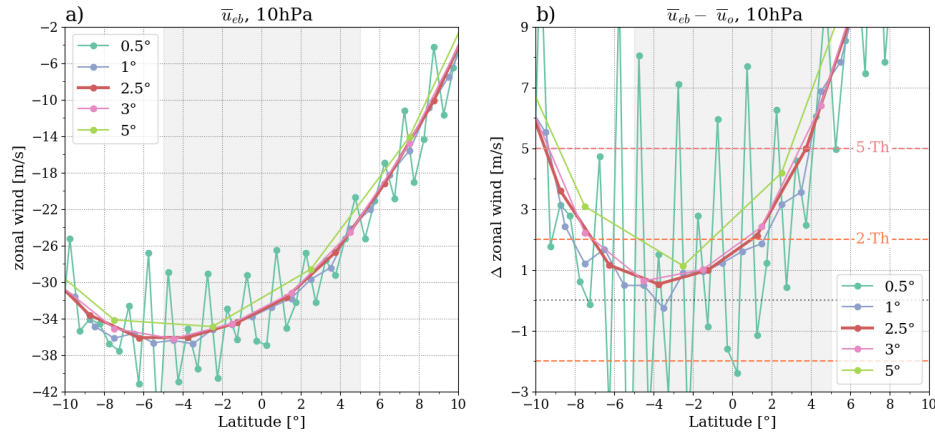 a) u̅_eb, 10hPa
−2
−6
−10
−14
−18
−22
−26
−30
−34
−38
−42
zonal wind [m/s]
0.5°
1°
2.5°
3°
5°
−10 −8 −6 −4 −2 0 2 4 6 8 10
Latitude [°]
b) u̅_eb − u̅_o, 10hPa
9
7
5
3
1
−1
−3
Δ zonal wind [m/s]
5·Th
2·Th
0.5°
1°
2.5°
3°
5°
−10 −8 −6 −4 −2 0 2 4 6 8 10
Latitude [°]